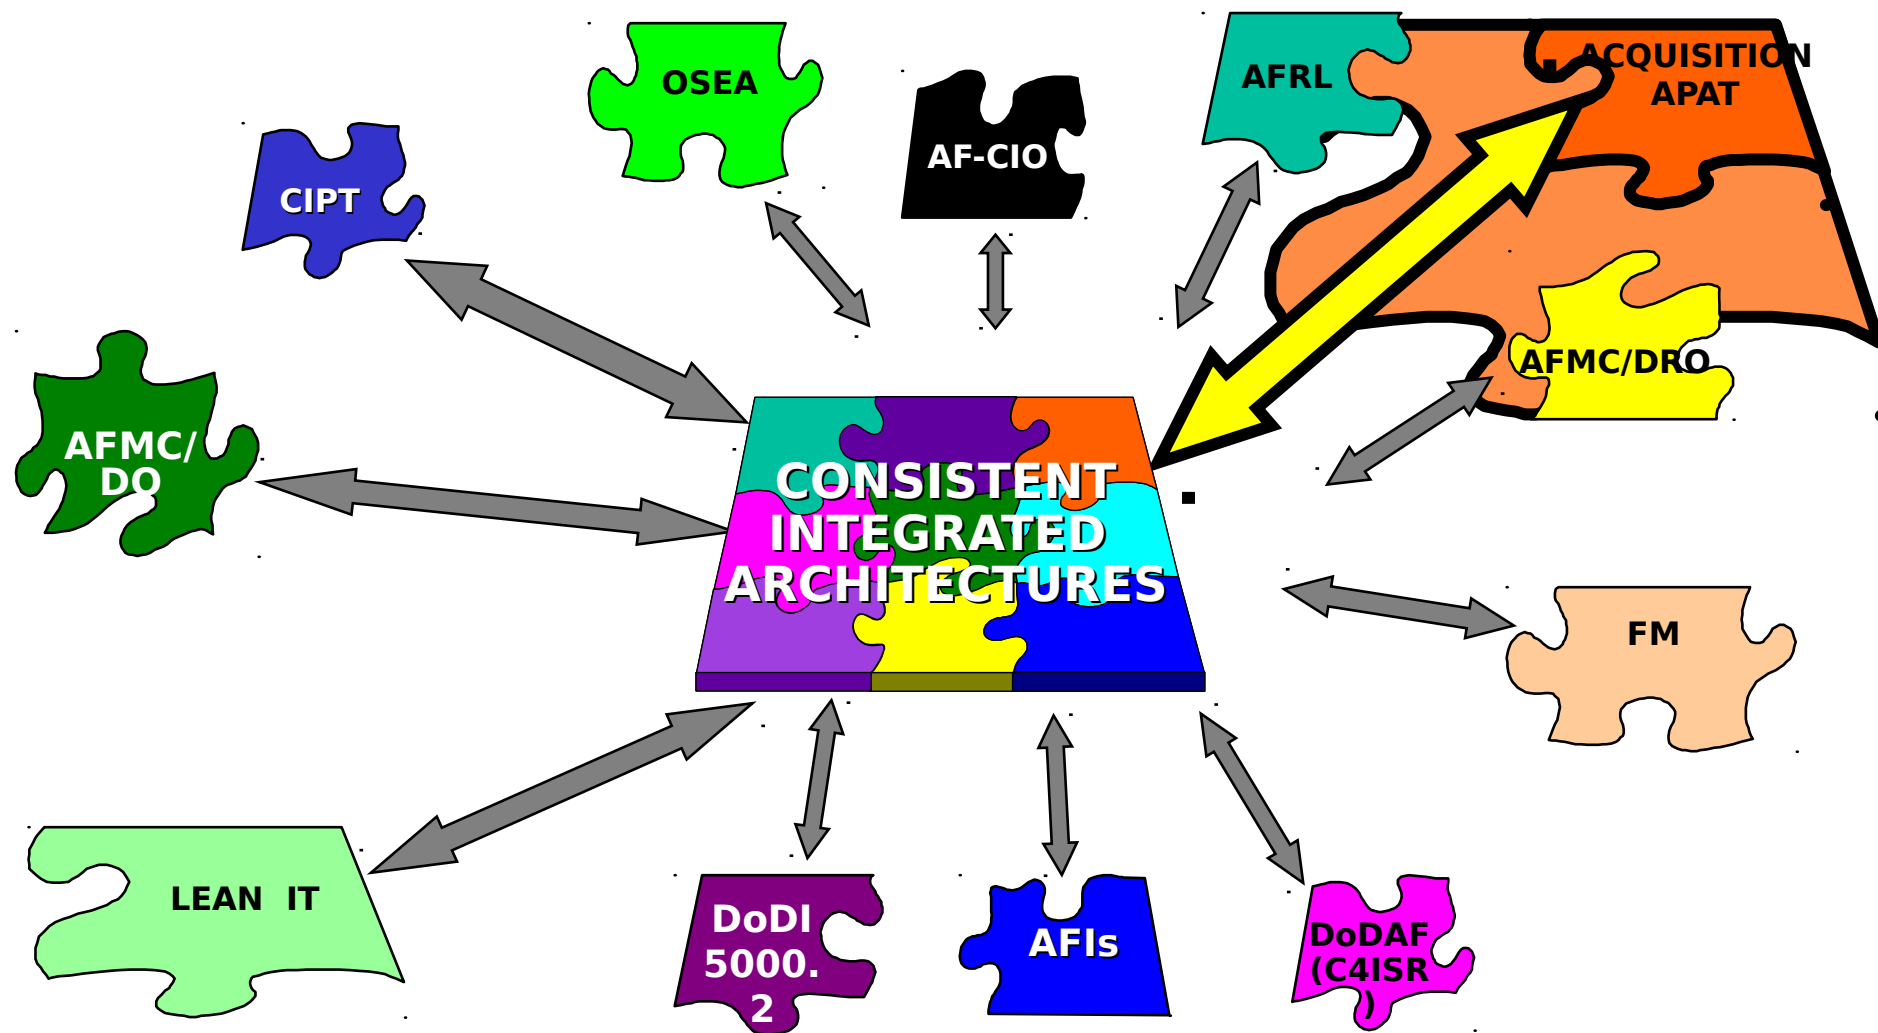 OSEA
AFRL
ACQUISITION
APAT
AF-CIO
CIPT
AFMC/DRO
AFMC/
DO
CONSISTENT
INTEGRATED
ARCHITECTURES
FM
LEAN IT
DoDI
5000.
2
AFIs
DoDAF
(C4ISR
)